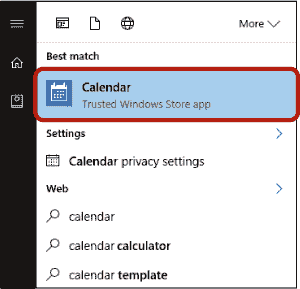 More
Best match
Calendar
Trusted Windows Store app
Settings
Calendar privacy settings
Web
calendar
calendar calculator
calendar template